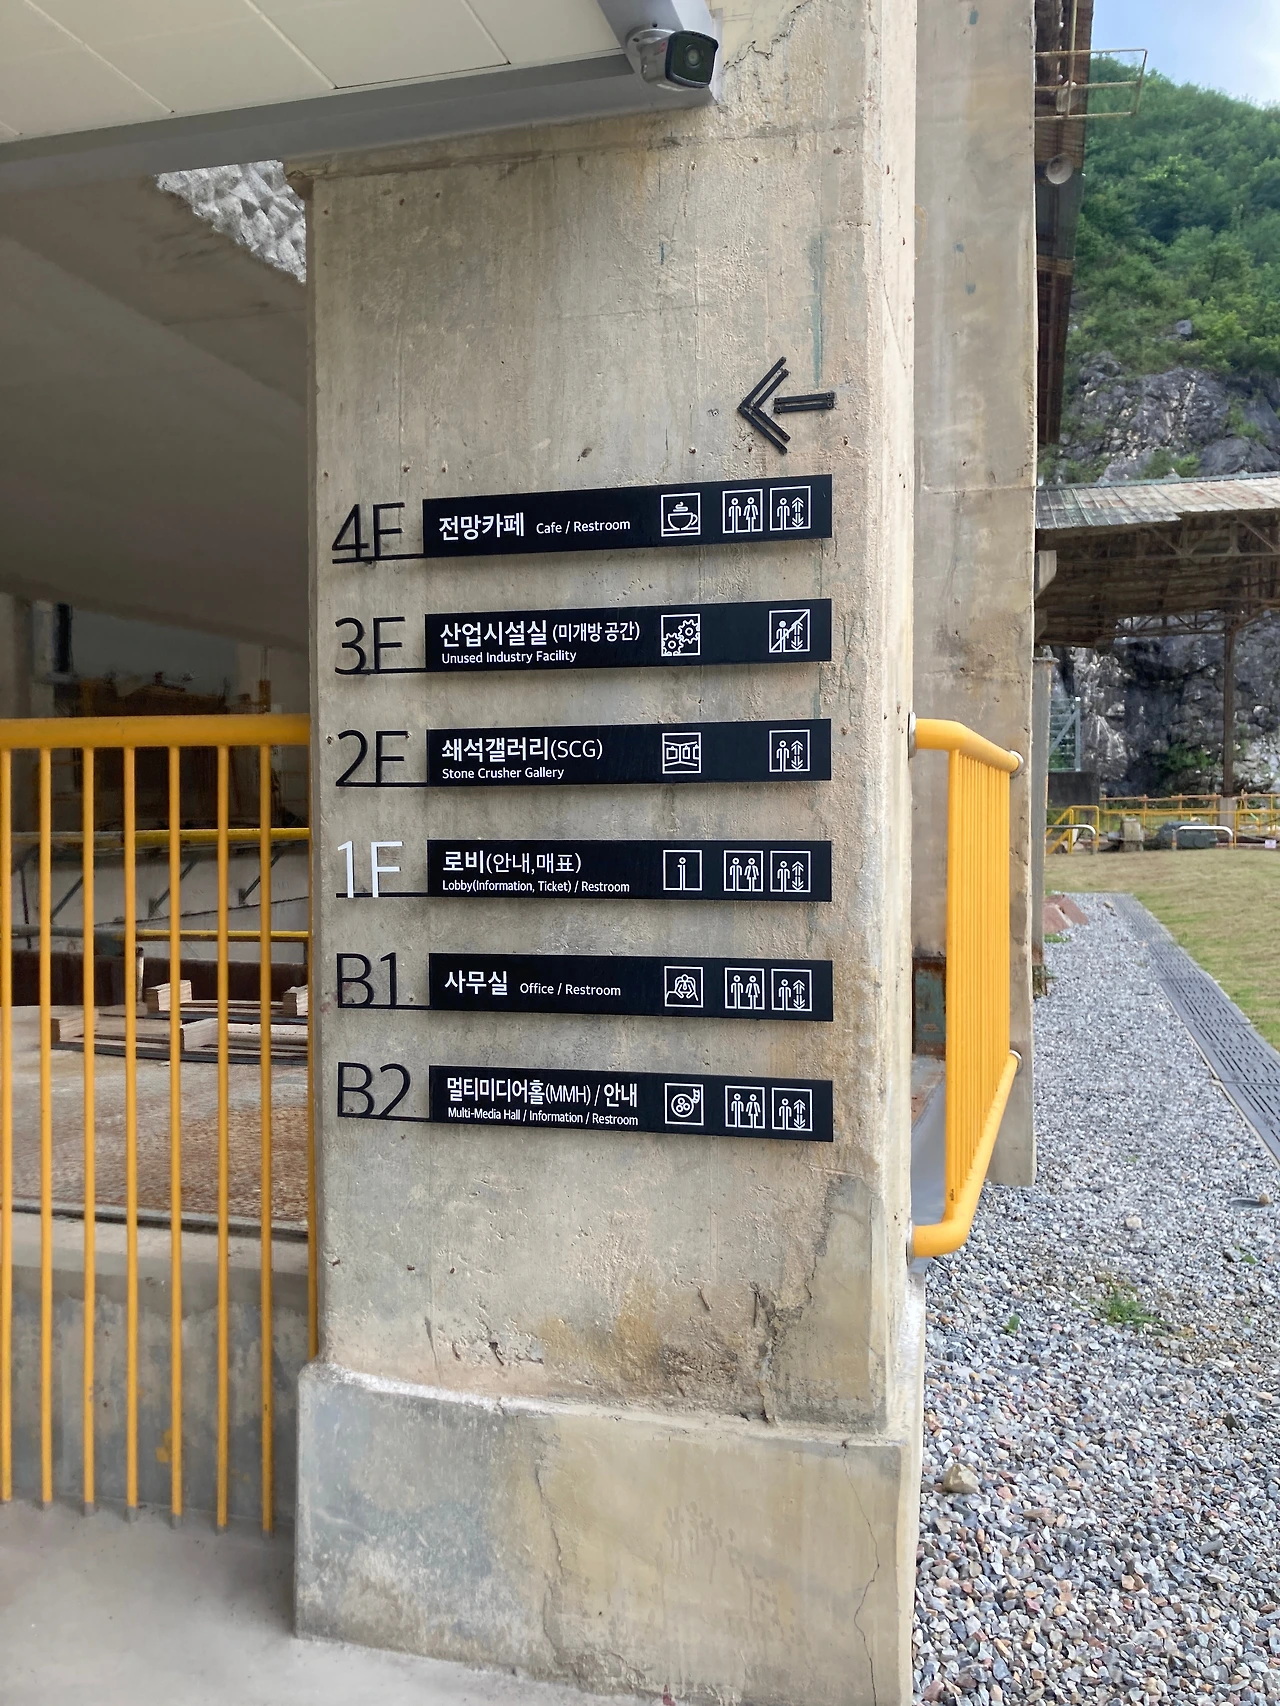 4F 전망카페 Cafe / Restroom
3F 산업시설실 (미개방 공간)
Unused Industry Facility
2F 쇄석갤러리(SCG)
Stone Crusher Gallery
1F 로비(안내,매표)
Lobby(Information, Ticket) / Restroom
B1 사무실 Office / Restroom
B2 멀티미디어홀(MMH) / 안내
Multi-Media Hall / Information / Restroom